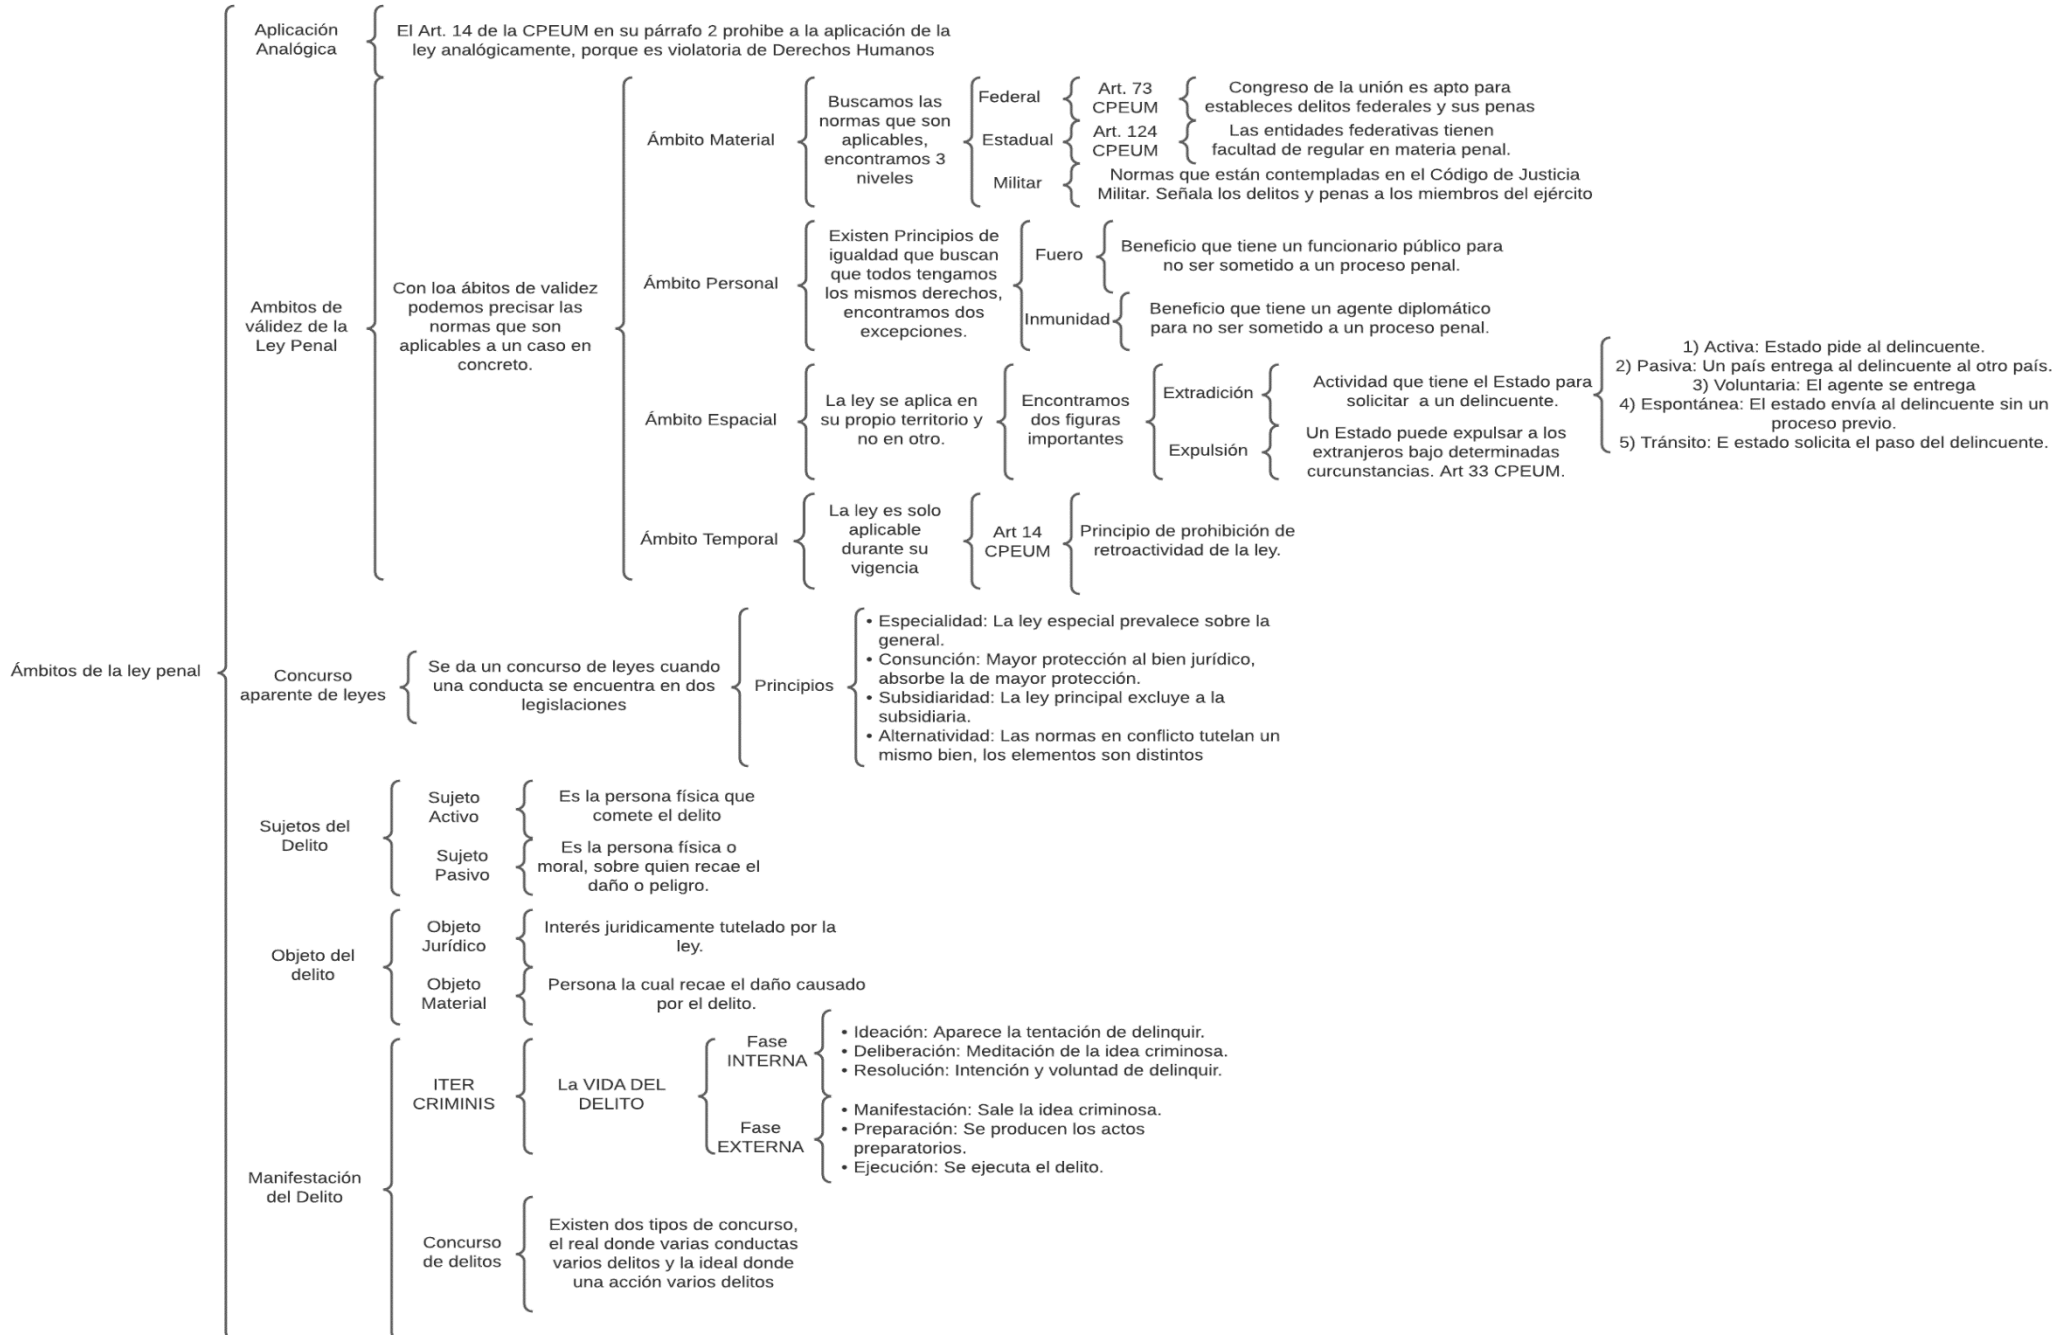 Ámbitos de la ley penal
Aplicación
Analógica
El Art. 14 de la CPEUM en su párrafo 2 prohibe a la aplicación de la
ley analógicamente, porque es violatoria de Derechos Humanos
Ambitos de
válidez de la
Ley Penal
Con loa ábitos de validez
podemos precisar las
normas que son
aplicables a un caso en
concreto.
Ámbito Material
Buscamos las
normas que son
aplicables,
encontramos 3
niveles
Federal
Art. 73
CPEUM
Congreso de la unión es apto para
estableces delitos federales y sus penas
Estadual
Art. 124
CPEUM
Las entidades federativas tienen
facultad de regular en materia penal.
Militar
Normas que están contempladas en el Código de Justicia
Militar. Señala los delitos y penas a los miembros del ejército
Ámbito Personal
Existen Principios de
igualdad que buscan
que todos tengamos
los mismos derechos,
encontramos dos
excepciones.
Fuero
Beneficio que tiene un funcionario público para
no ser sometido a un proceso penal.
Inmunidad
Beneficio que tiene un agente diplomático
para no ser sometido a un proceso penal.
Ámbito Espacial
La ley se aplica en
su propio territorio y
no en otro.
Encontramos
dos figuras
importantes
Extradición
Actividad que tiene el Estado para
solicitar a un delincuente.
1) Activa: Estado pide al delincuente.
2) Pasiva: Un país entrega al delincuente al otro país.
3) Voluntaria: El agente se entrega
4) Espontánea: El estado envía al delincuente sin un
proceso previo.
5) Tránsito: E estado solicita el paso del delincuente.
Expulsión
Un Estado puede expulsar a los
extranjeros bajo determinadas
curcunstancias. Art 33 CPEUM.
Ámbito Temporal
La ley es solo
aplicable
durante su
vigencia
Art 14
CPEUM
Principio de prohibición de
retroactividad de la ley.
Concurso
aparente de leyes
Se da un concurso de leyes cuando
una conducta se encuentra en dos
legislaciones
Principios
• Especialidad: La ley especial prevalece sobre la
general.
• Consunción: Mayor protección al bien jurídico,
absorbe la de mayor protección.
• Subsidiaridad: La ley principal excluye a la
subsidiaria.
• Alternatividad: Las normas en conflicto tutelan un
mismo bien, los elementos son distintos
Sujetos del
Delito
Sujeto
Activo
Es la persona física que
comete el delito
Sujeto
Pasivo
Es la persona física o
moral, sobre quien recae el
daño o peligro.
Objeto del
delito
Objeto
Jurídico
Interés juridicamente tutelado por la
ley.
Objeto
Material
Persona la cual recae el daño causado
por el delito.
Manifestación
del Delito
ITER
CRIMINIS
La VIDA DEL
DELITO
Fase
INTERNA
• Ideación: Aparece la tentación de delinquir.
• Deliberación: Meditación de la idea criminosa.
• Resolución: Intención y voluntad de delinquir.
Fase
EXTERNA
• Manifestación: Sale la idea criminosa.
• Preparación: Se producen los actos
preparatorios.
• Ejecución: Se ejecuta el delito.
Concurso
de delitos
Existen dos tipos de concurso,
el real donde varias conductas
varios delitos y la ideal donde
una acción varios delitos